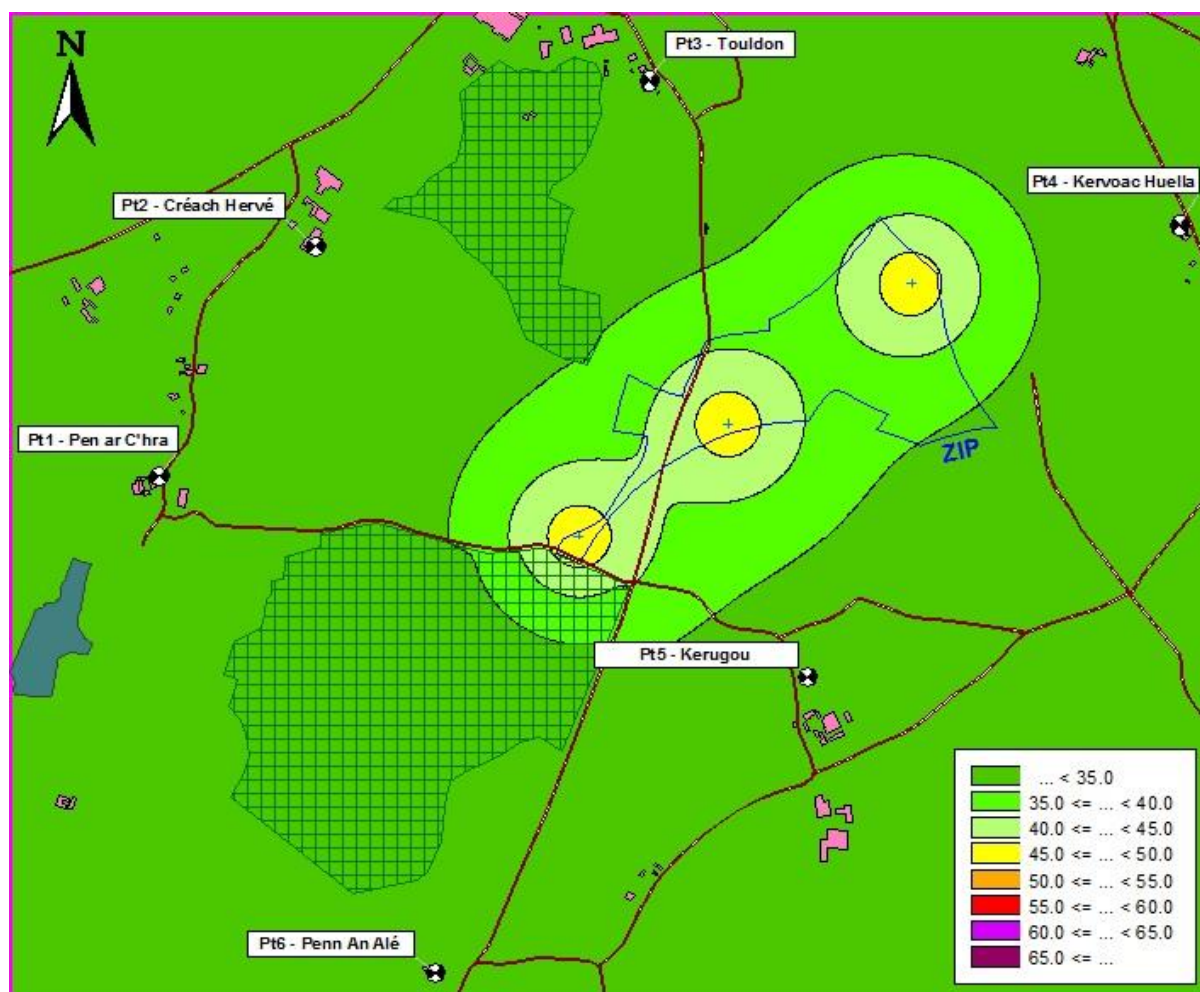 N
Pt3 - Touldon
Pt4 - Kervoac Huella
Pt2 - Créach Hervé
Pt1 - Pen ar C'hra
ZIP
Pt5 - Kerugou
Pt6 - Penn An Alé
... < 35.0
35.0 <= ... < 40.0
40.0 <= ... < 45.0
45.0 <= ... < 50.0
50.0 <= ... < 55.0
55.0 <= ... < 60.0
60.0 <= ... < 65.0
65.0 <= ...